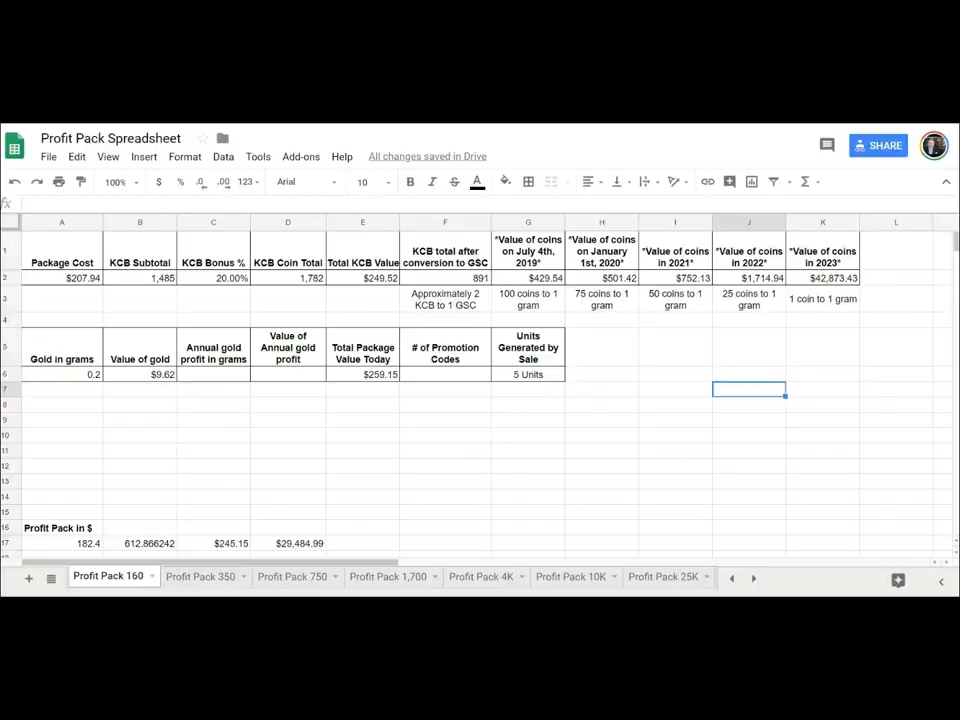 Profit Pack Spreadsheet
File Edit View Insert Format Data Tools Add-ons Help All changes saved in Drive
SHARE
100% $ % .0 .00 123 Arial 10 B I S A Σ
fx
A B C D E F G H I J K L
1 Package Cost KCB Subtotal KCB Bonus % KCB Coin Total Total KCB Value KCB total after conversion to GSC *Value of coins on July 4th, 2019* *Value of coins on January 1st, 2020* *Value of coins in 2021* *Value of coins in 2022* *Value of coins in 2023*
2 $207.94 1,485 20.00% 1,782 $249.52 891 $429.54 $501.42 $752.13 $1,714.94 $42,873.43
3 Approximately 2 KCB to 1 GSC 100 coins to 1 gram 75 coins to 1 gram 50 coins to 1 gram 25 coins to 1 gram 1 coin to 1 gram
4
5 Gold in grams Value of gold Annual gold profit in grams Value of Annual gold profit Total Package Value Today # of Promotion Codes Units Generated by Sale
6 0.2 $9.62 $259.15 5 Units
7
8
9
10
11
12
13
14
15
16 Profit Pack in $
17 182.4 612.866242 $245.15 $29,484.99
Profit Pack 160 Profit Pack 350 Profit Pack 750 Profit Pack 1,700 Profit Pack 4K Profit Pack 10K Profit Pack 25K